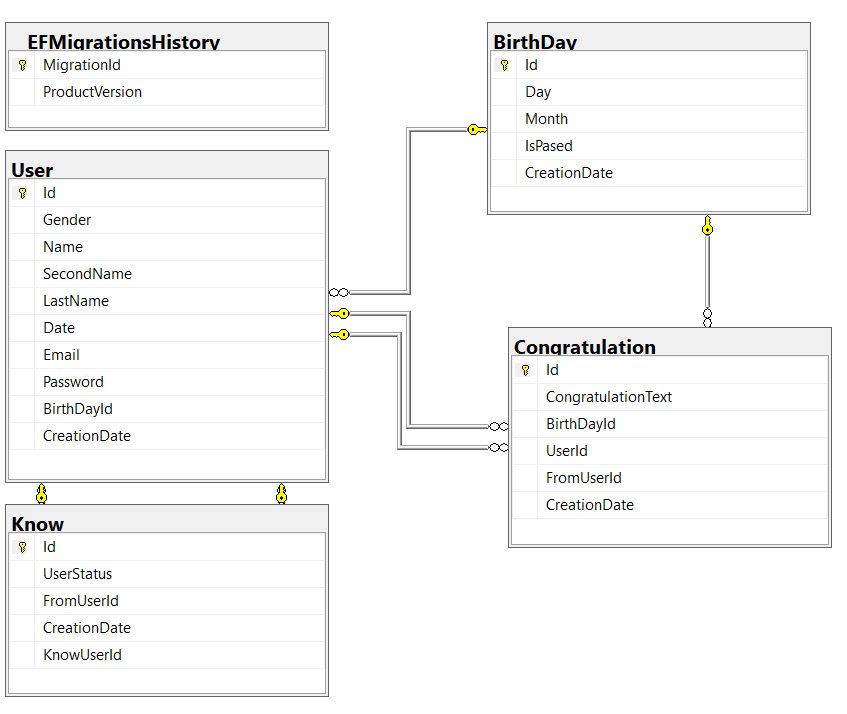 EFMigrationsHistory
MigrationId
ProductVersion
BirthDay
Id
Day
Month
IsPased
CreationDate
User
Id
Gender
Name
SecondName
LastName
Date
Email
Password
BirthDayId
CreationDate
Congratulation
Id
CongratulationText
BirthDayId
UserId
FromUserId
CreationDate
Know
Id
UserStatus
FromUserId
CreationDate
KnowUserId